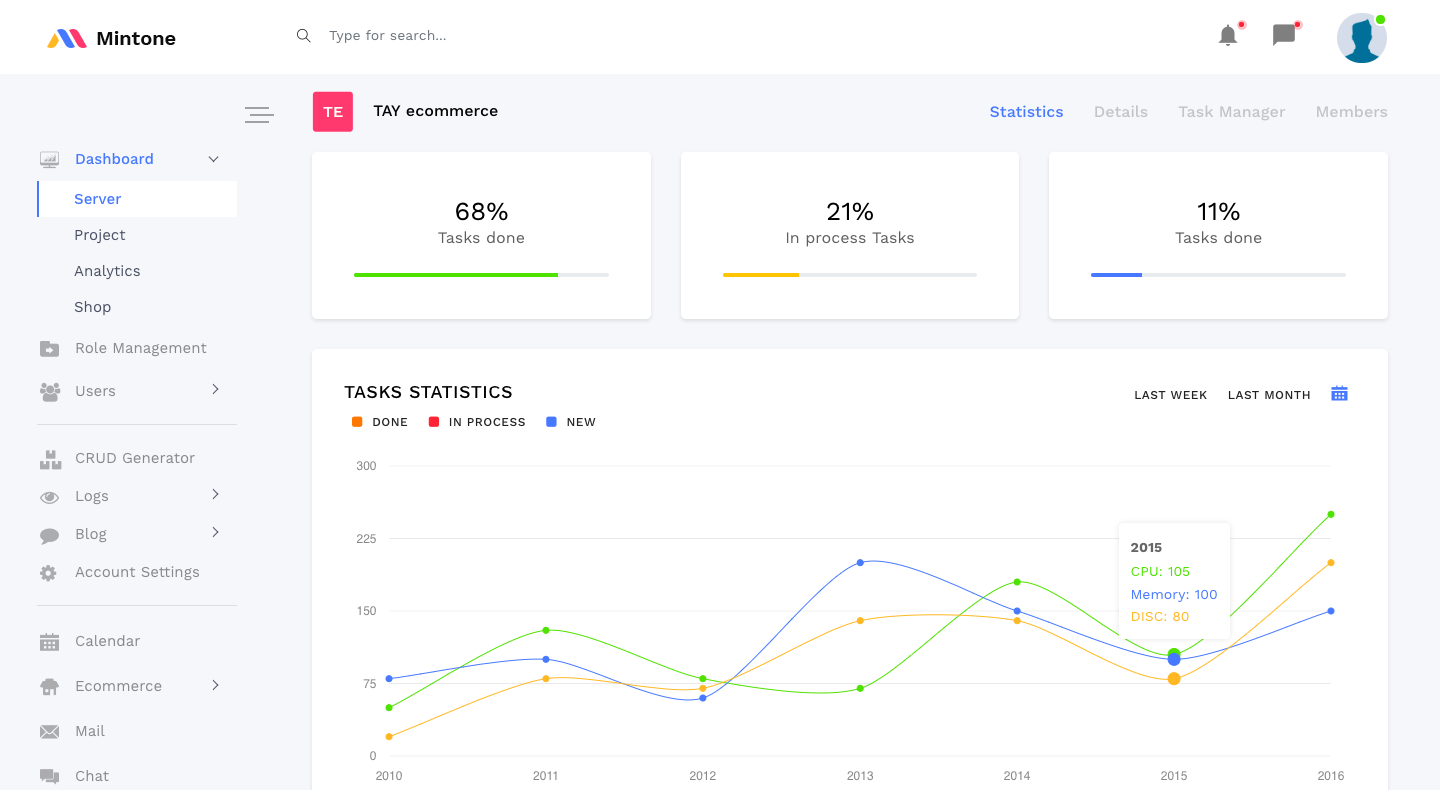 Mintone
Type for search...
TE
TAY ecommerce
Statistics
Details
Task Manager
Members
Dashboard
Server
Project
Analytics
Shop
Role Management
Users
CRUD Generator
Logs
Blog
Account Settings
Calendar
Ecommerce
Mail
Chat
68%
Tasks done
21%
In process Tasks
11%
Tasks done
TASKS STATISTICS
LAST WEEK
LAST MONTH
DONE
IN PROCESS
NEW
300
225
150
75
0
2015
CPU: 105
Memory: 100
DISC: 80
2010
2011
2012
2013
2014
2015
2016